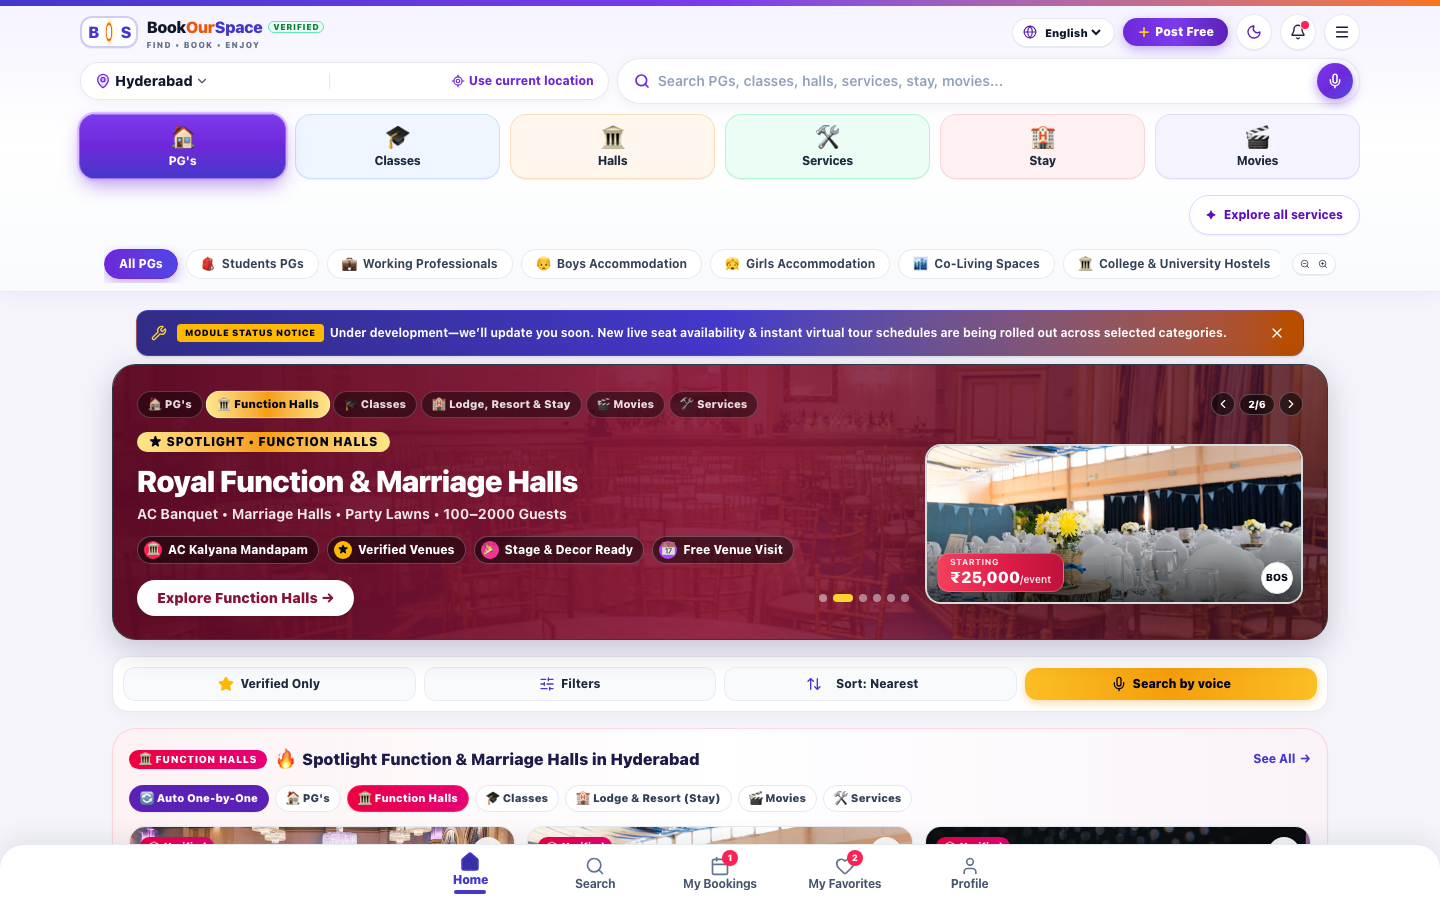 B O S
BookOurSpace VERIFIED
FIND • BOOK • ENJOY
English
Post Free
Hyderabad
Use current location
Search PGs, classes, halls, services, stay, movies...
PG's
Classes
Halls
Services
Stay
Movies
Explore all services
All PGs
Students PGs
Working Professionals
Boys Accommodation
Girls Accommodation
Co-Living Spaces
College & University Hostels
MODULE STATUS NOTICE Under development—we'll update you soon. New live seat availability & instant virtual tour schedules are being rolled out across selected categories.
PG's
Function Halls
Classes
Lodge, Resort & Stay
Movies
Services
2/6
SPOTLIGHT • FUNCTION HALLS
Royal Function & Marriage Halls
AC Banquet • Marriage Halls • Party Lawns • 100–2000 Guests
AC Kalyana Mandapam
Verified Venues
Stage & Decor Ready
Free Venue Visit
Explore Function Halls →
STARTING
₹25,000/event
BOS
Verified Only
Filters
Sort: Nearest
Search by voice
FUNCTION HALLS
Spotlight Function & Marriage Halls in Hyderabad
See All →
Auto One-by-One
PG's
Function Halls
Classes
Lodge & Resort (Stay)
Movies
Services
Home
Search
1
My Bookings
2
My Favorites
Profile